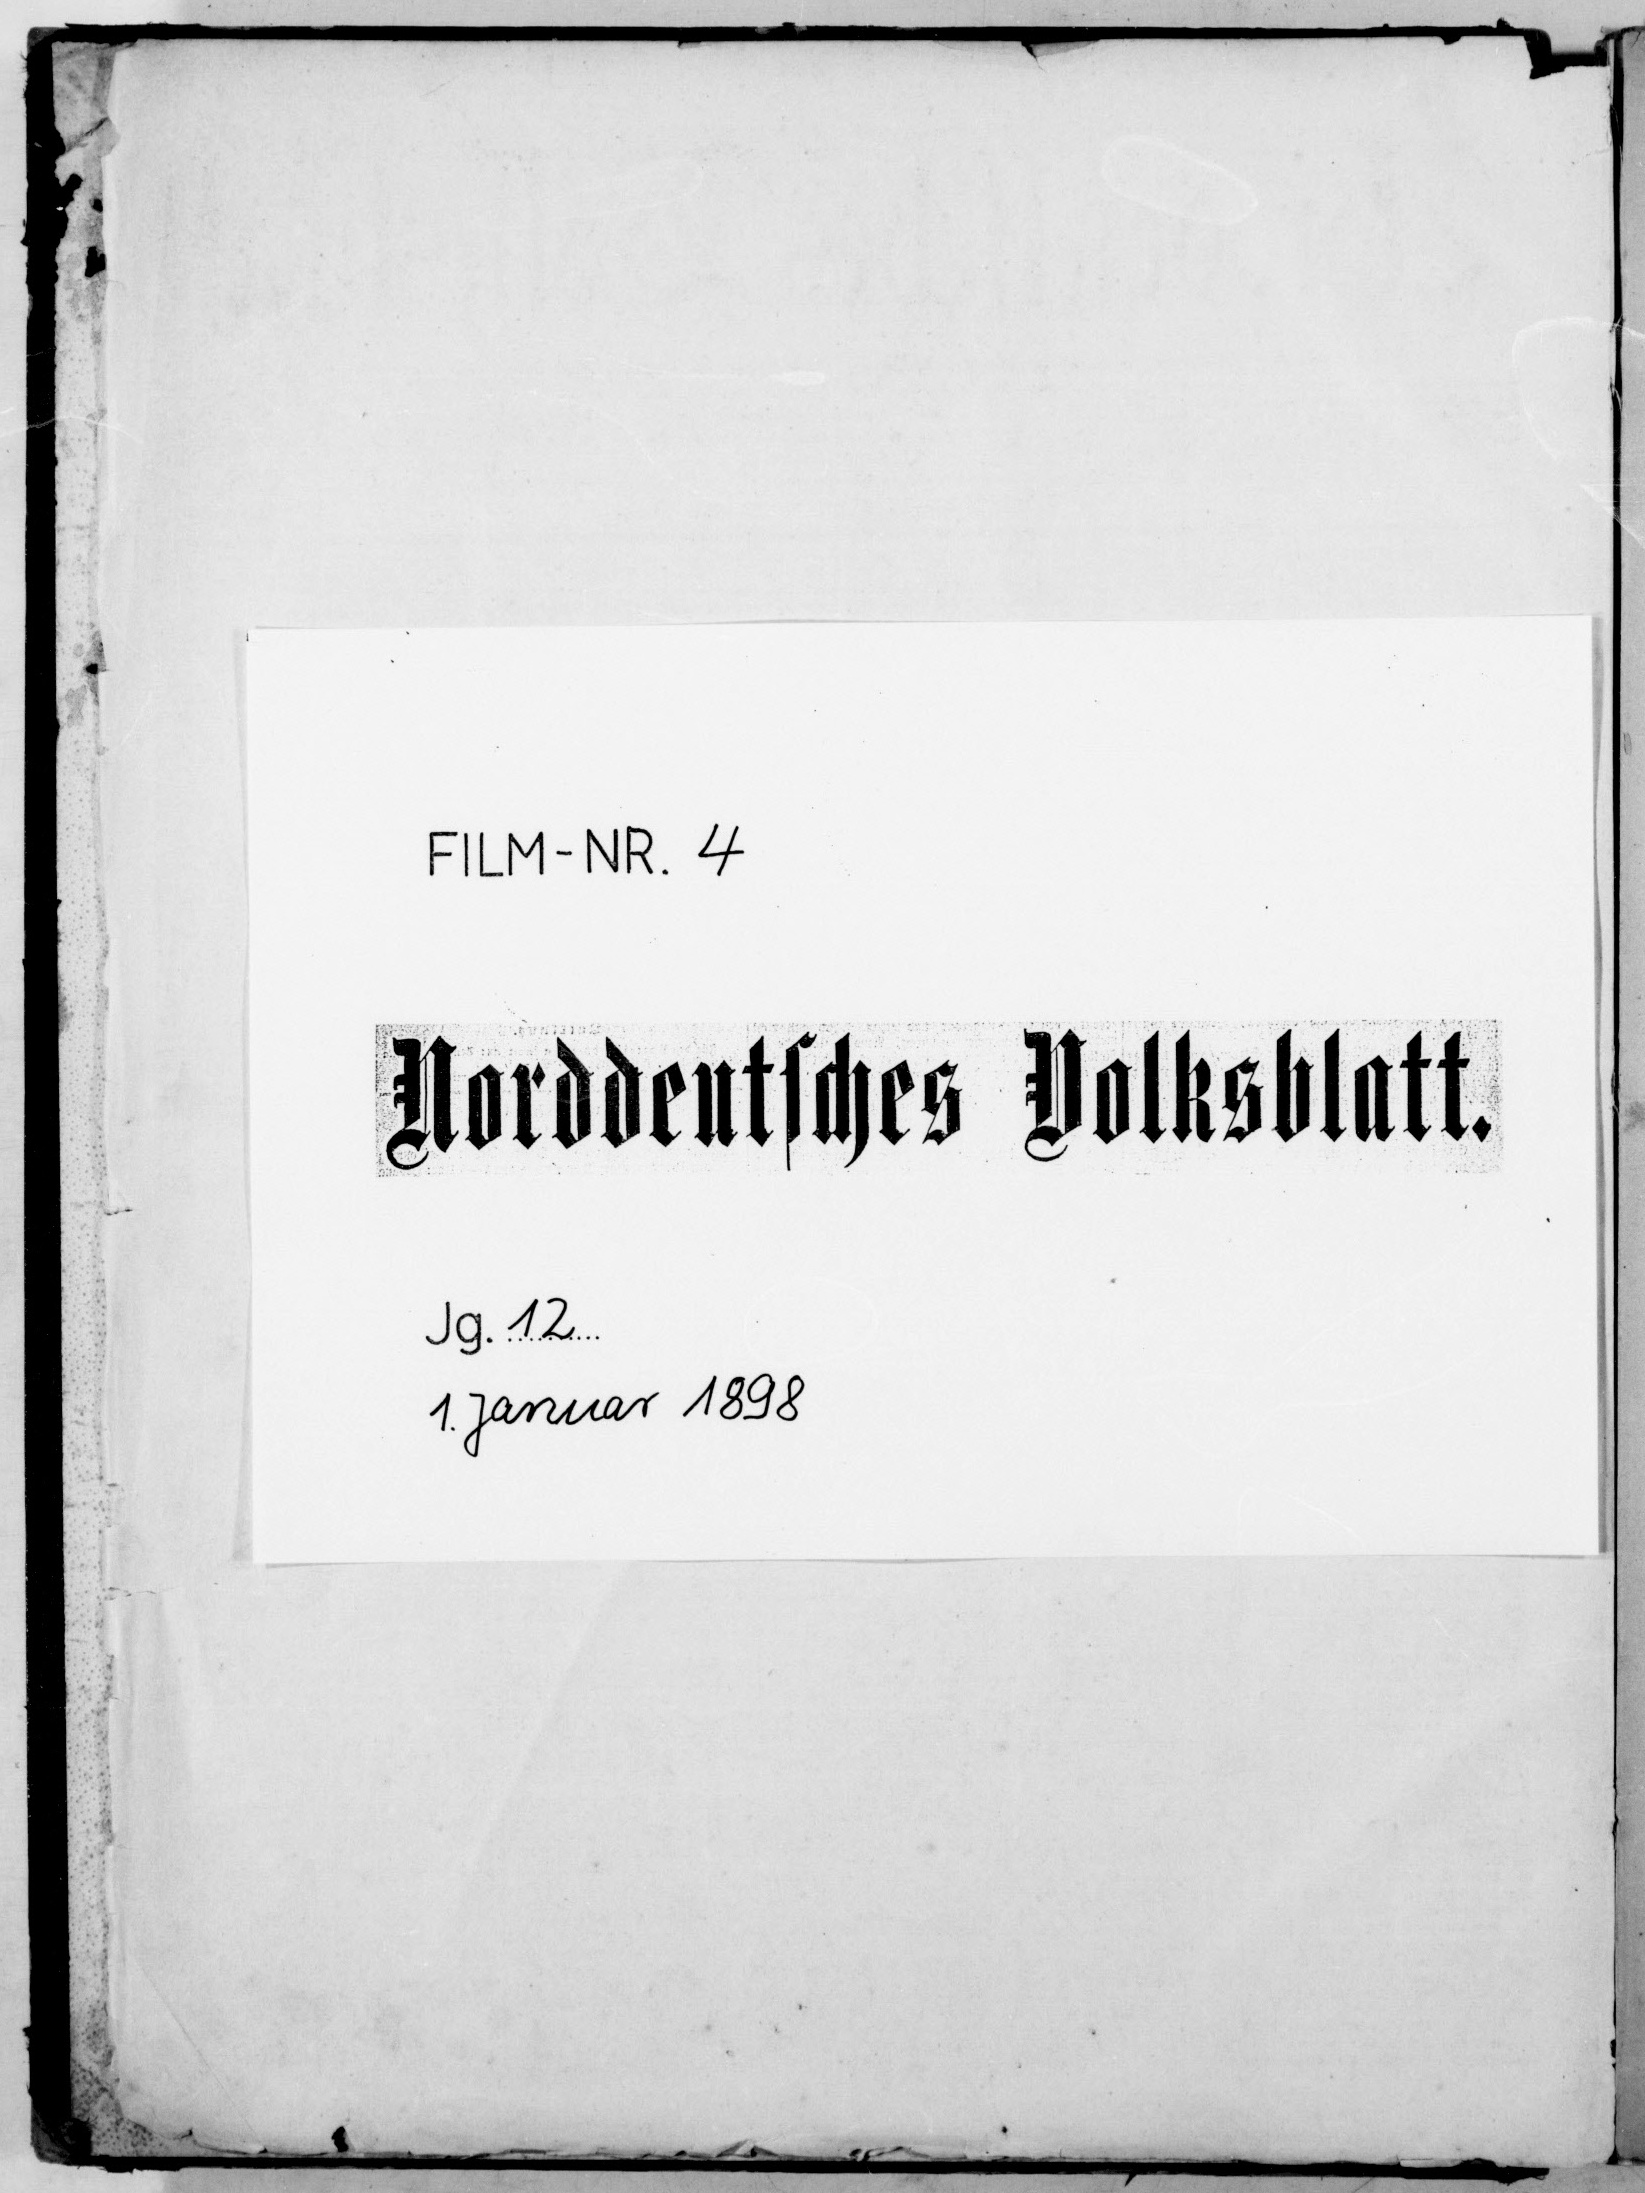 FILM-NR. 4
Norddeutſches Volksblatt.
Jg. 12
1. Januar 1898